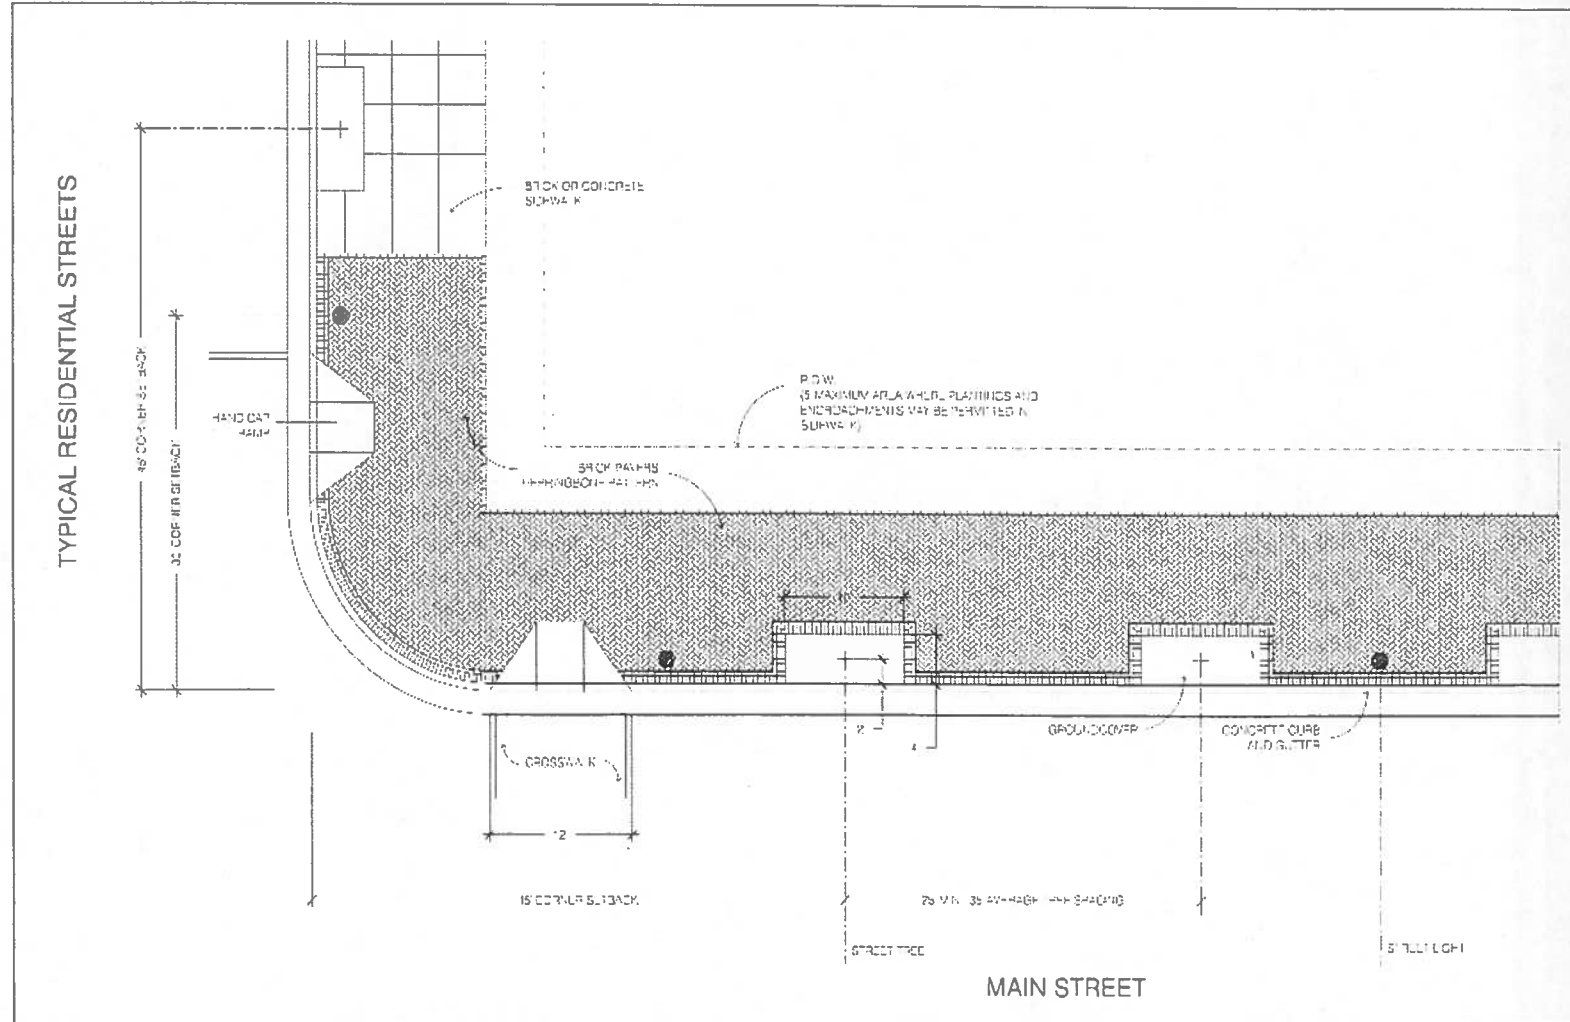 TYPICAL RESIDENTIAL STREETS
BRICK OR CONCRETE
SIDEWALK
45' CORNER SETBACK
30' CORNER SETBACK
HANDICAP
RAMP
R.O.W.
(5' MAXIMUM AREA WHERE PLANTINGS AND
ENCROACHMENTS MAY BE PERMITTED IN
SIDEWALK)
BRICK PAVERS
HERRINGBONE PATTERN
10'
2'
4'
GROUNDCOVER
CONCRETE CURB
AND GUTTER
CROSSWALK
12'
CORNER SETBACK
25' MIN. 35' AVERAGE TREE SPACING
STREET TREE
STREET LIGHT
MAIN STREET